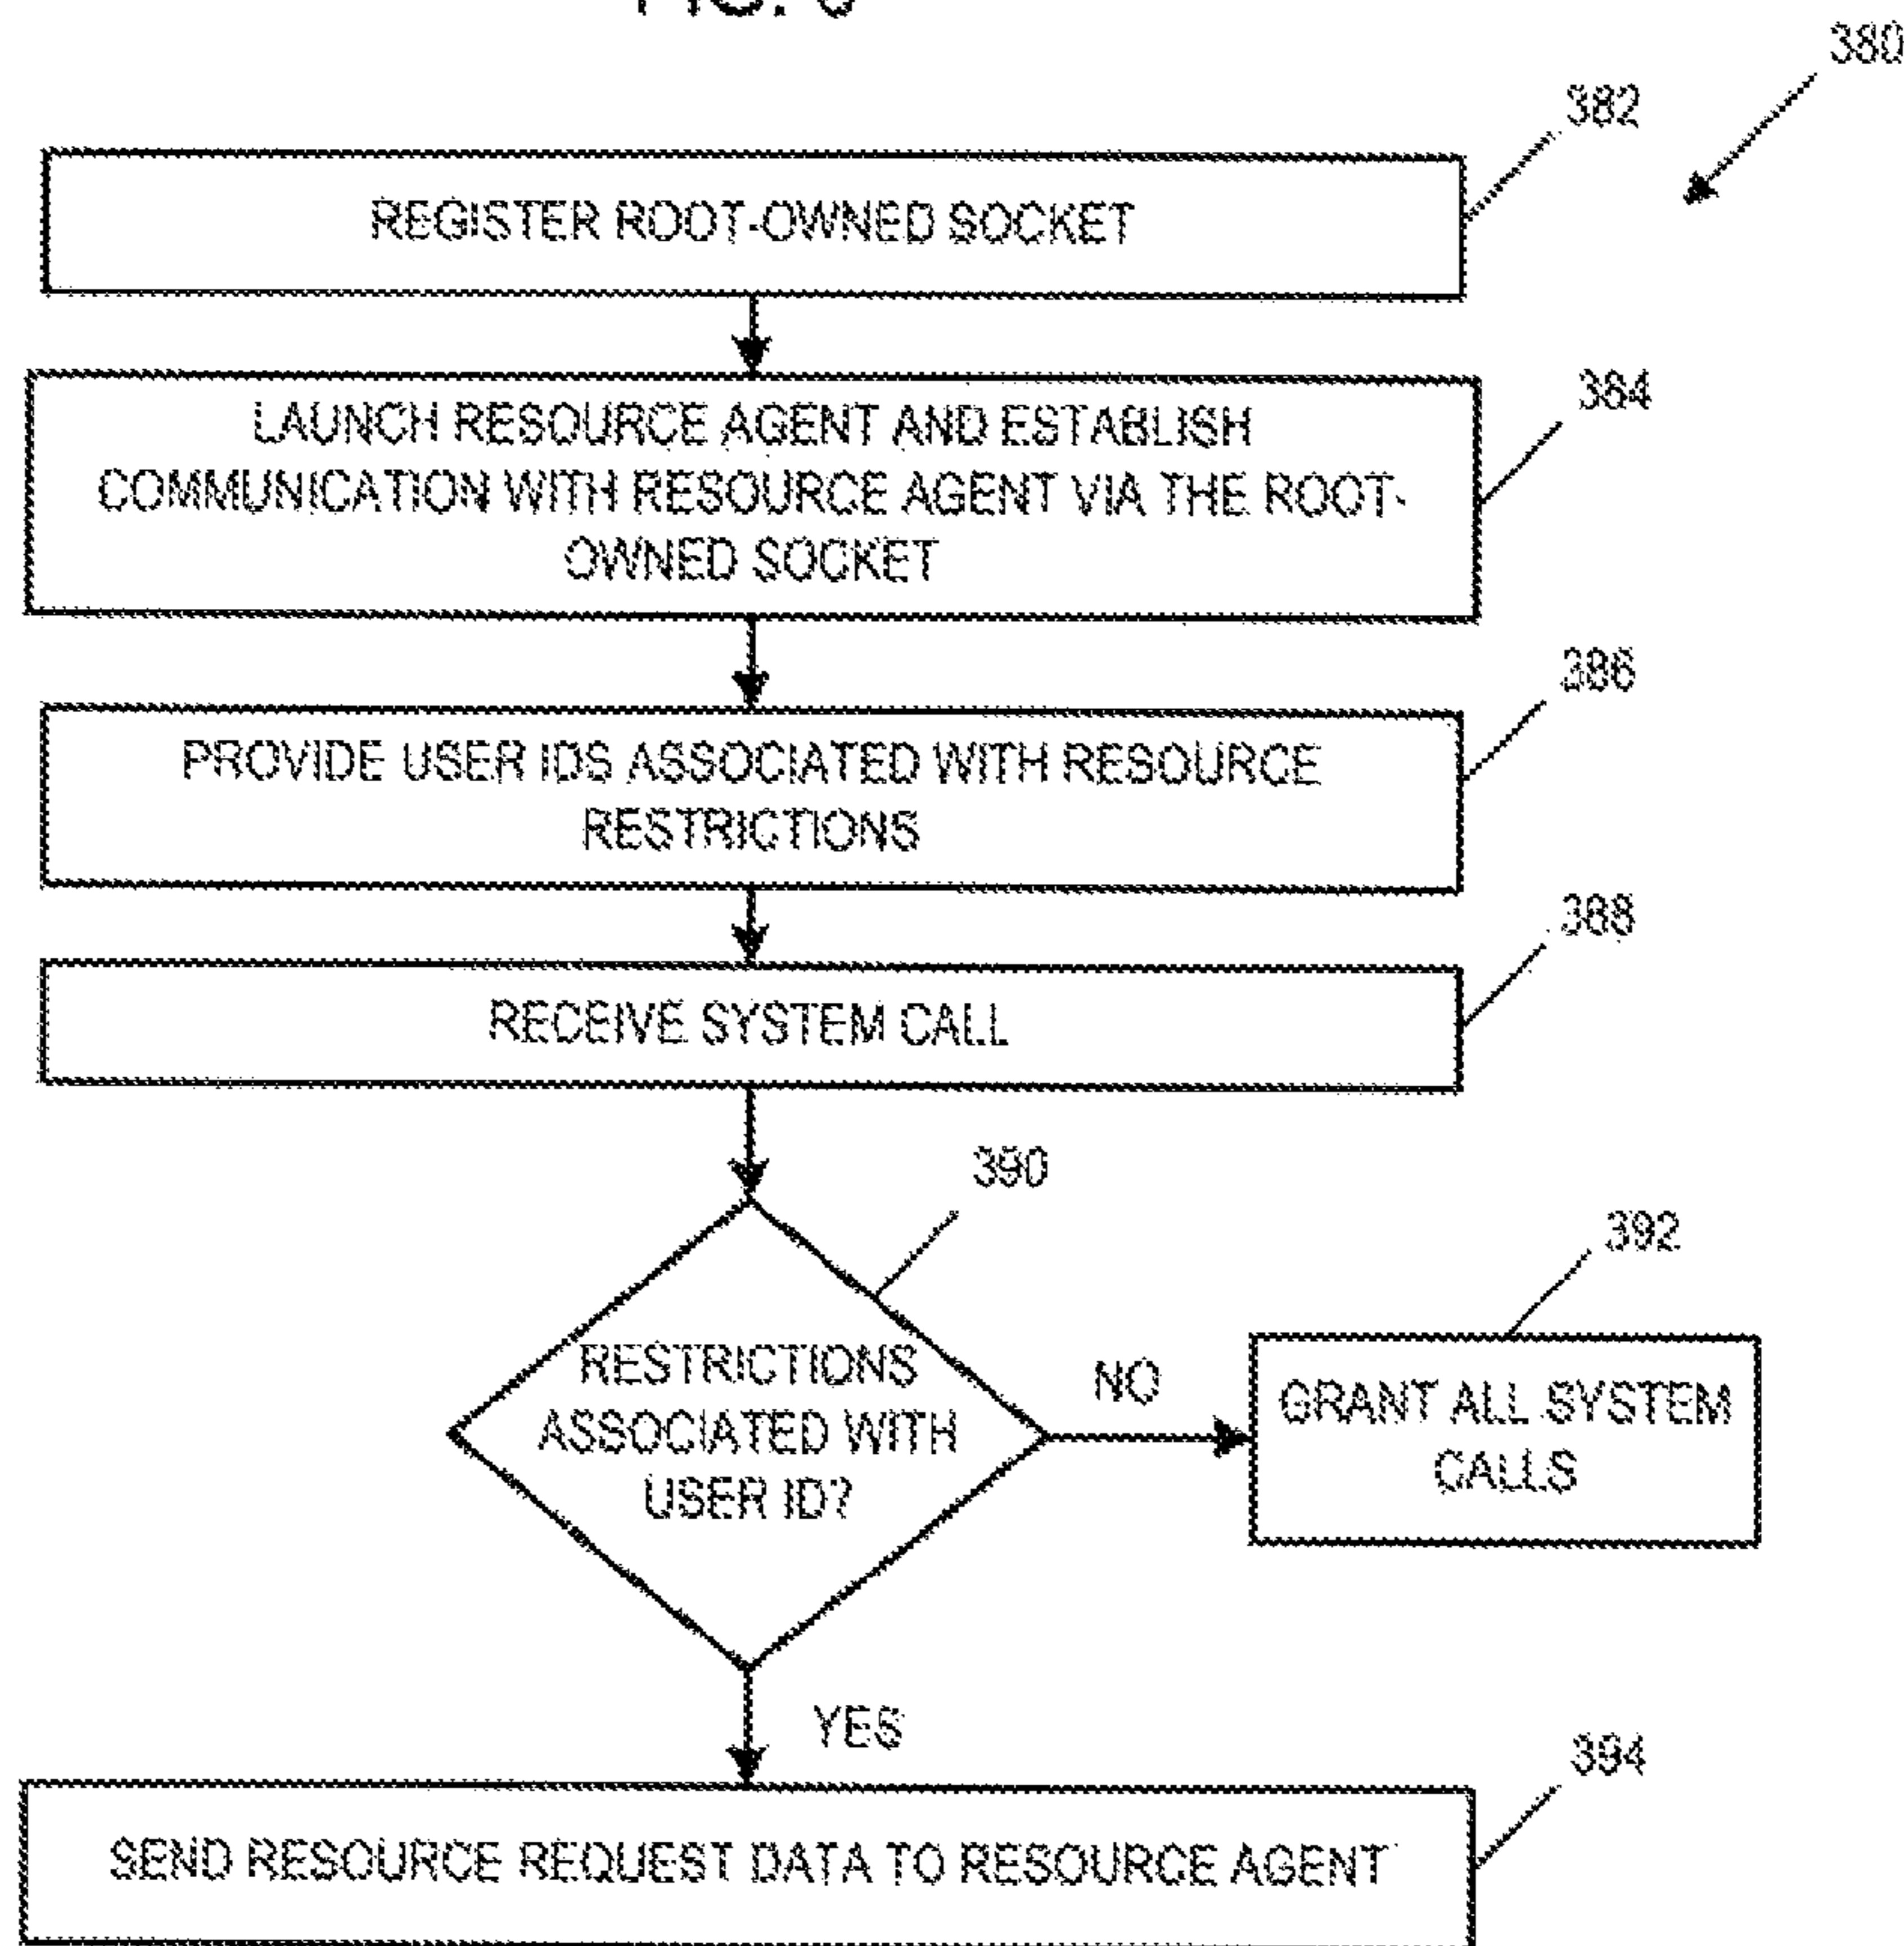 380
382
REGISTER ROOT-OWNED SOCKET
384
LAUNCH RESOURCE AGENT AND ESTABLISH
COMMUNICATION WITH RESOURCE AGENT VIA THE ROOT-
OWNED SOCKET
386
PROVIDE USER IDS ASSOCIATED WITH RESOURCE
RESTRICTIONS
388
RECEIVE SYSTEM CALL
390
392
RESTRICTIONS
ASSOCIATED WITH
USER ID?
NO
GRANT ALL SYSTEM
CALLS
YES
394
SEND RESOURCE REQUEST DATA TO RESOURCE AGENT